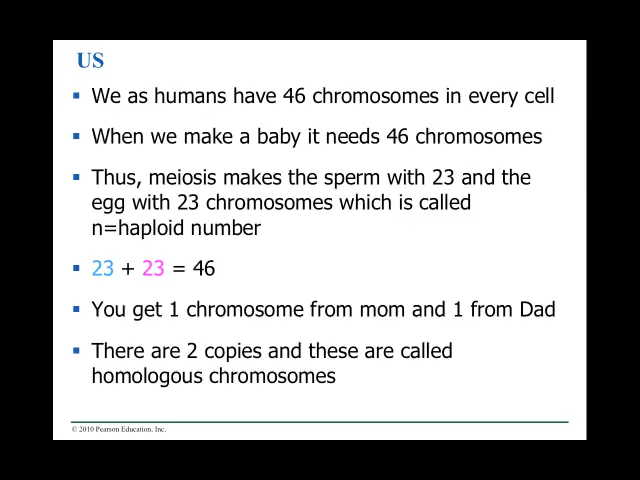 US
▪ We as humans have 46 chromosomes in every cell
▪ When we make a baby it needs 46 chromosomes
▪ Thus, meiosis makes the sperm with 23 and the
egg with 23 chromosomes which is called
n=haploid number
▪ 23 + 23 = 46
▪ You get 1 chromosome from mom and 1 from Dad
▪ There are 2 copies and these are called
homologous chromosomes
© 2010 Pearson Education, Inc.